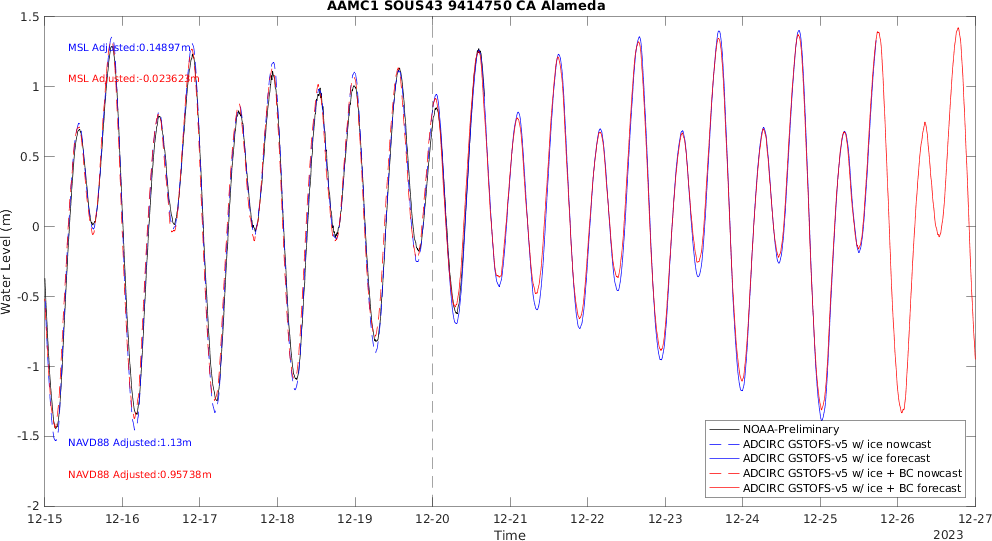 AAMC1 SOUS43 9414750 CA Alameda
1.5
1
0.5
0
-0.5
-1
-1.5
-2
Water Level (m)
MSL Adjusted:0.14897m
MSL Adjusted:-0.023623m
NAVD88 Adjusted:1.13m
NAVD88 Adjusted:0.95738m
NOAA-Preliminary
ADCIRC GSTOFS-v5 w/ ice nowcast
ADCIRC GSTOFS-v5 w/ ice forecast
ADCIRC GSTOFS-v5 w/ ice + BC nowcast
ADCIRC GSTOFS-v5 w/ ice + BC forecast
12-15 12-16 12-17 12-18 12-19 12-20 12-21 12-22 12-23 12-24 12-25 12-26 12-27
Time
2023